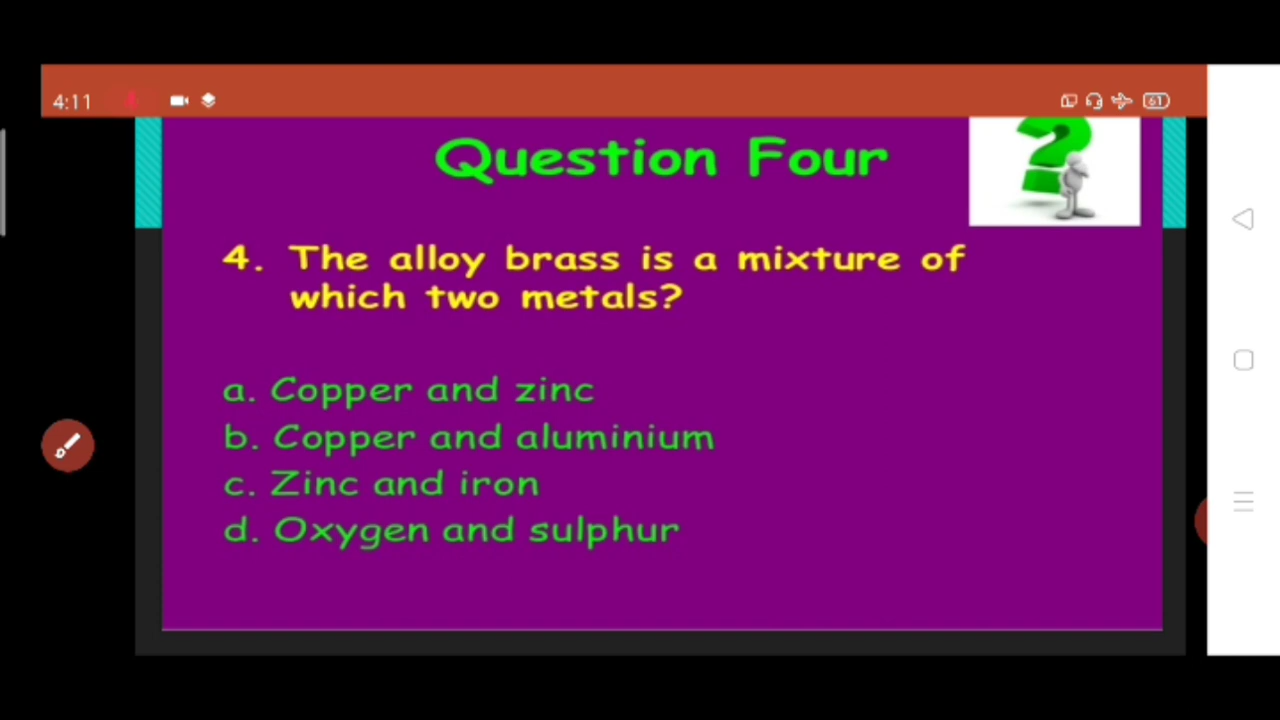 4:11
61
Question Four
4. The alloy brass is a mixture of
which two metals?
a. Copper and zinc
b. Copper and aluminium
c. Zinc and iron
d. Oxygen and sulphur